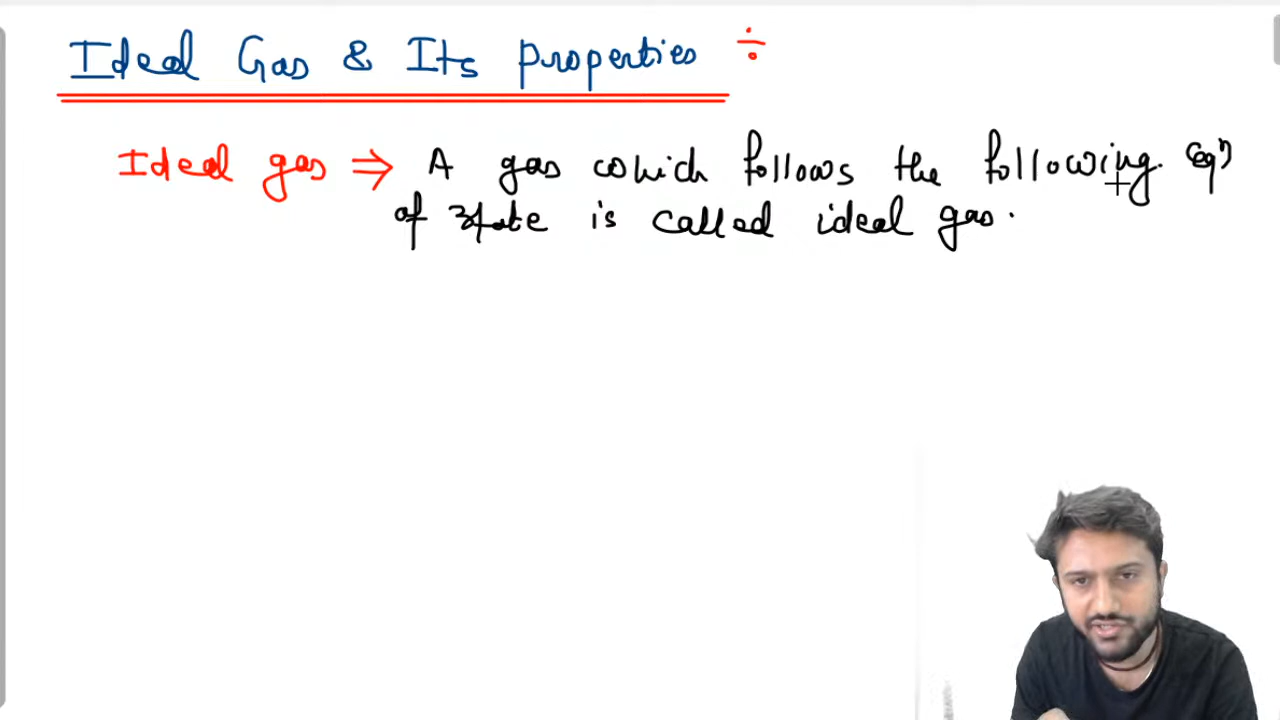 Ideal Gas & Its properties ÷
Ideal gas ⇒ A gas which follows the following eqn
of state is called ideal gas.